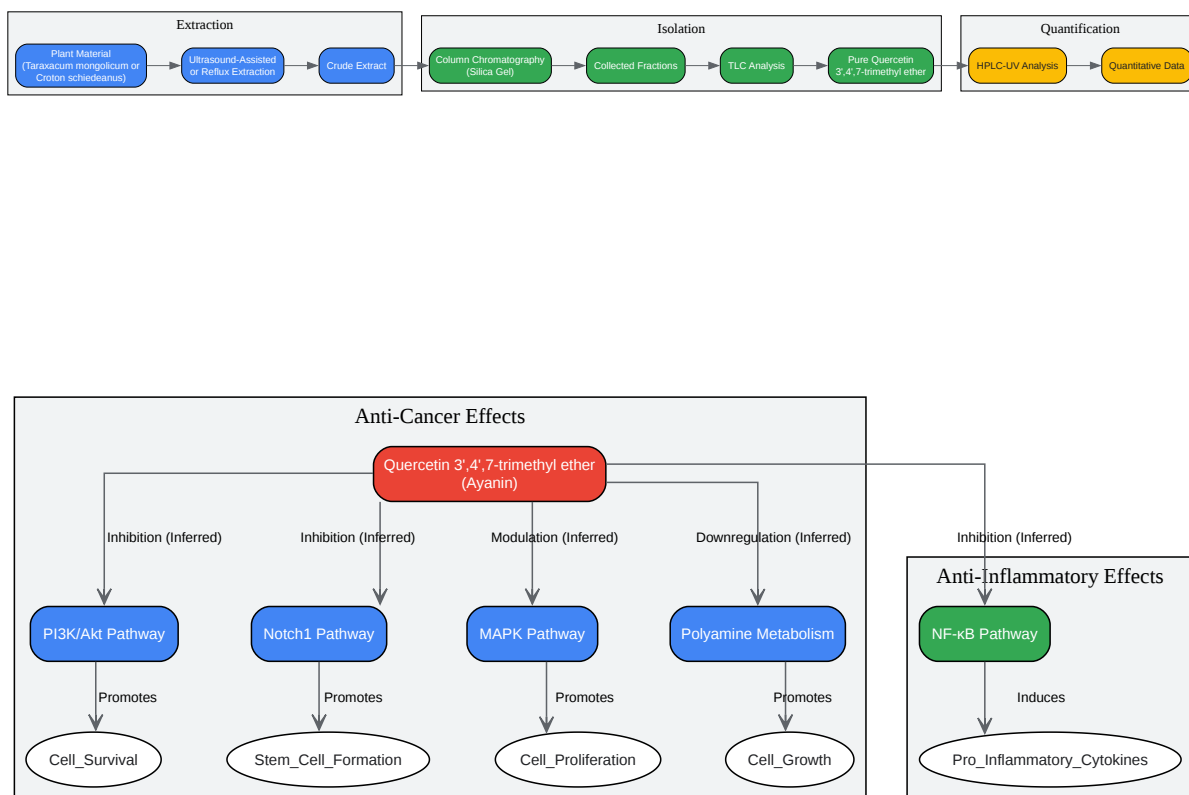 Extraction
Plant Material
(Taraxacum mongolicum or
Croton schiedeanus)
Ultrasound-Assisted
or Reflux Extraction
Crude Extract
Isolation
Column Chromatography
(Silica Gel)
Collected Fractions
TLC Analysis
Pure Quercetin
3',4',7-trimethyl ether
Quantification
HPLC-UV Analysis
Quantitative Data
Anti-Cancer Effects
Quercetin 3',4',7-trimethyl ether
(Ayanin)
Inhibition (Inferred)
Inhibition (Inferred)
Modulation (Inferred)
Downregulation (Inferred)
Inhibition (Inferred)
Anti-Inflammatory Effects
PI3K/Akt Pathway
Notch1 Pathway
MAPK Pathway
Polyamine Metabolism
NF-κB Pathway
Promotes
Promotes
Promotes
Promotes
Induces
Cell_Survival
Stem_Cell_Formation
Cell_Proliferation
Cell_Growth
Pro_Inflammatory_Cytokines